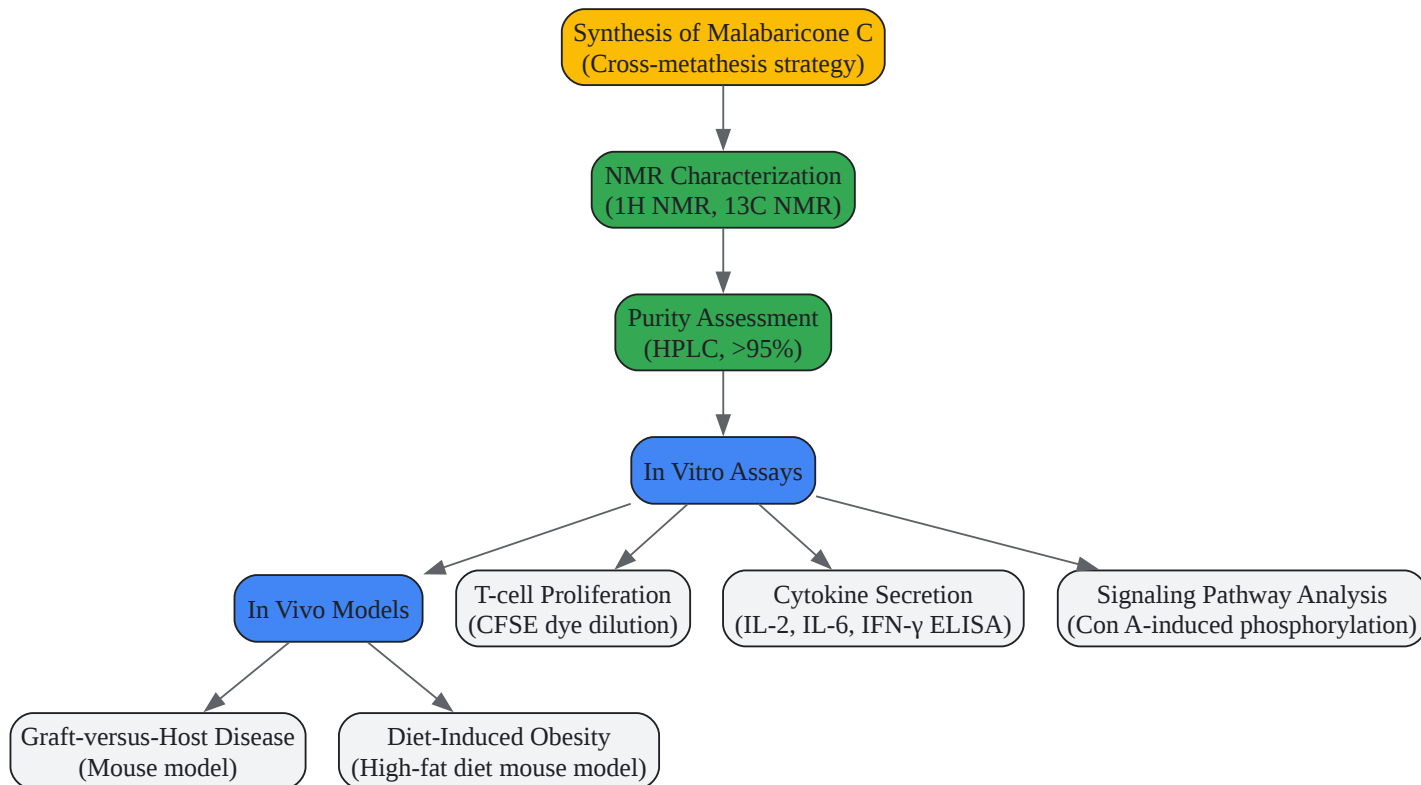 Synthesis of Malabaricone C
(Cross-metathesis strategy)
NMR Characterization
(1H NMR, 13C NMR)
Purity Assessment
(HPLC, >95%)
In Vitro Assays
In Vivo Models
T-cell Proliferation
(CFSE dye dilution)
Cytokine Secretion
(IL-2, IL-6, IFN-γ ELISA)
Signaling Pathway Analysis
(Con A-induced phosphorylation)
Graft-versus-Host Disease
(Mouse model)
Diet-Induced Obesity
(High-fat diet mouse model)